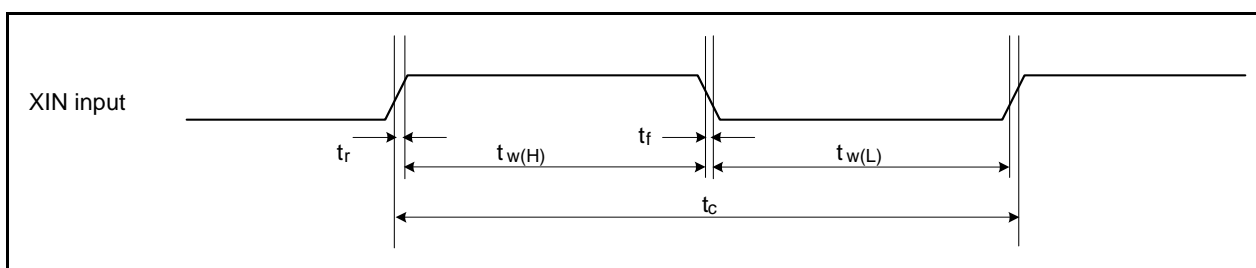 XIN input
tr
tw(H)
tf
tw(L)
tc